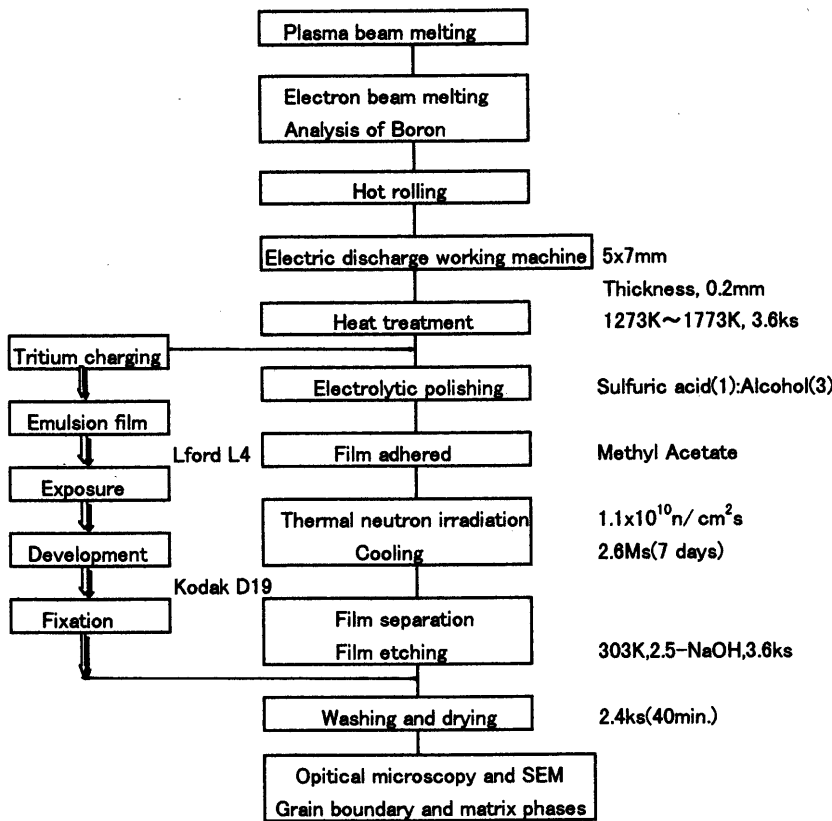 Plasma beam melting
Electron beam melting
Analysis of Boron
Hot rolling
Electric discharge working machine
5x7mm
Thickness, 0.2mm
Heat treatment
1273K～1773K, 3.6ks
Tritium charging
Electrolytic polishing
Sulfuric acid(1):Alcohol(3)
Emulsion film
Lford L4
Film adhered
Methyl Acetate
Exposure
Thermal neutron irradiation
1.1x10¹⁰n/ cm²s
Cooling
2.6Ms(7 days)
Development
Kodak D19
Fixation
Film separation
Film etching
303K,2.5-NaOH,3.6ks
Washing and drying
2.4ks(40min.)
Opitical microscopy and SEM
Grain boundary and matrix phases